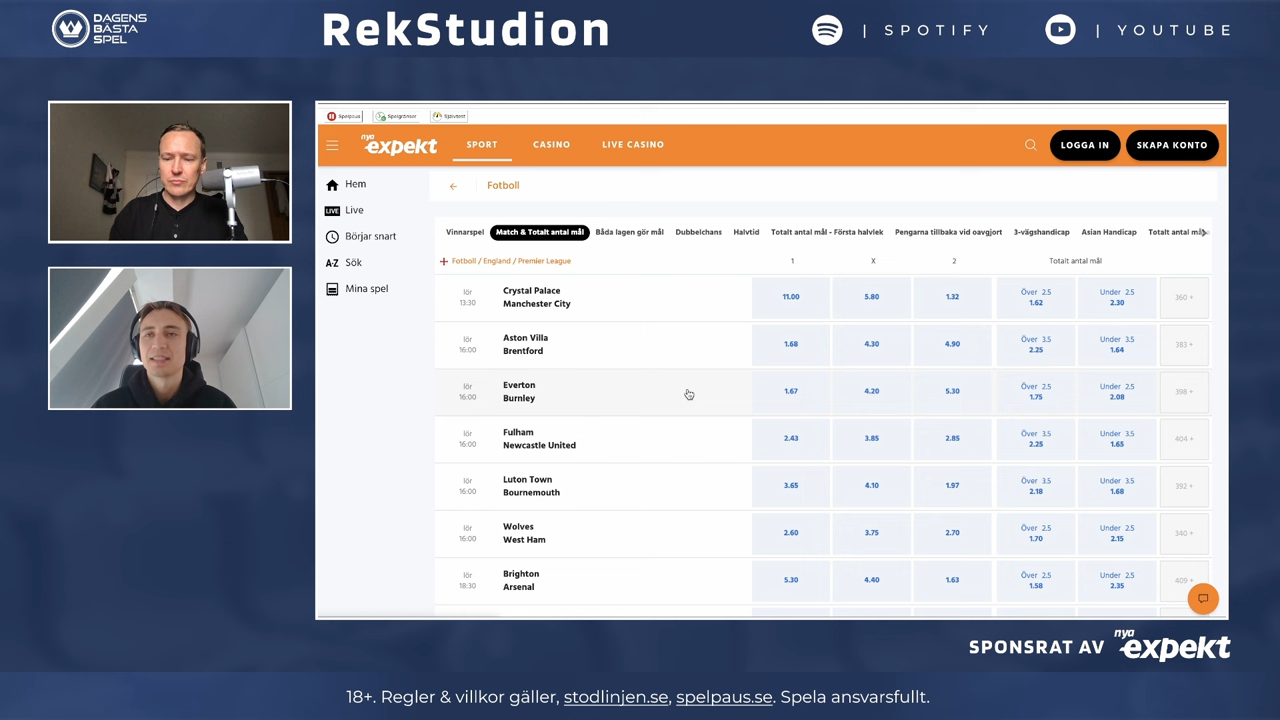 DAGENS
BÄSTA
SPEL
RekStudion
| SPOTIFY
| YOUTUBE
Spelpaus
Spelgränser
Självtest
nya
expekt
SPORT
CASINO
LIVE CASINO
LOGGA IN
SKAPA KONTO
Hem
LIVE Live
Börjar snart
A-Z Sök
Mina spel
← Fotboll
Vinnarspel Match & Totalt antal mål Båda lagen gör mål Dubbelchans Halvtid Totalt antal mål - Första halvlek Pengarna tillbaka vid oavgjort 3-vägshandicap Asian Handicap Totalt antal mål
Fotboll / England / Premier League 1 X 2 Totalt antal mål
lör
13:30
Crystal Palace
Manchester City
11.00 5.80 1.32
Över 2.5
1.62
Under 2.5
2.30
360 +
lör
16:00
Aston Villa
Brentford
1.68 4.30 4.90
Över 3.5
2.25
Under 3.5
1.64
383 +
lör
16:00
Everton
Burnley
1.67 4.20 5.30
Över 2.5
1.75
Under 2.5
2.08
398 +
lör
16:00
Fulham
Newcastle United
2.43 3.85 2.85
Över 3.5
2.25
Under 3.5
1.65
404 +
lör
16:00
Luton Town
Bournemouth
3.65 4.10 1.97
Över 3.5
2.18
Under 3.5
1.68
392 +
lör
16:00
Wolves
West Ham
2.60 3.75 2.70
Över 2.5
1.70
Under 2.5
2.15
340 +
lör
18:30
Brighton
Arsenal
5.30 4.40 1.63
Över 2.5
1.58
Under 2.5
2.35
409 +
SPONSRAT AV nya expekt
18+. Regler & villkor gäller, stodlinjen.se, spelpaus.se. Spela ansvarsfullt.